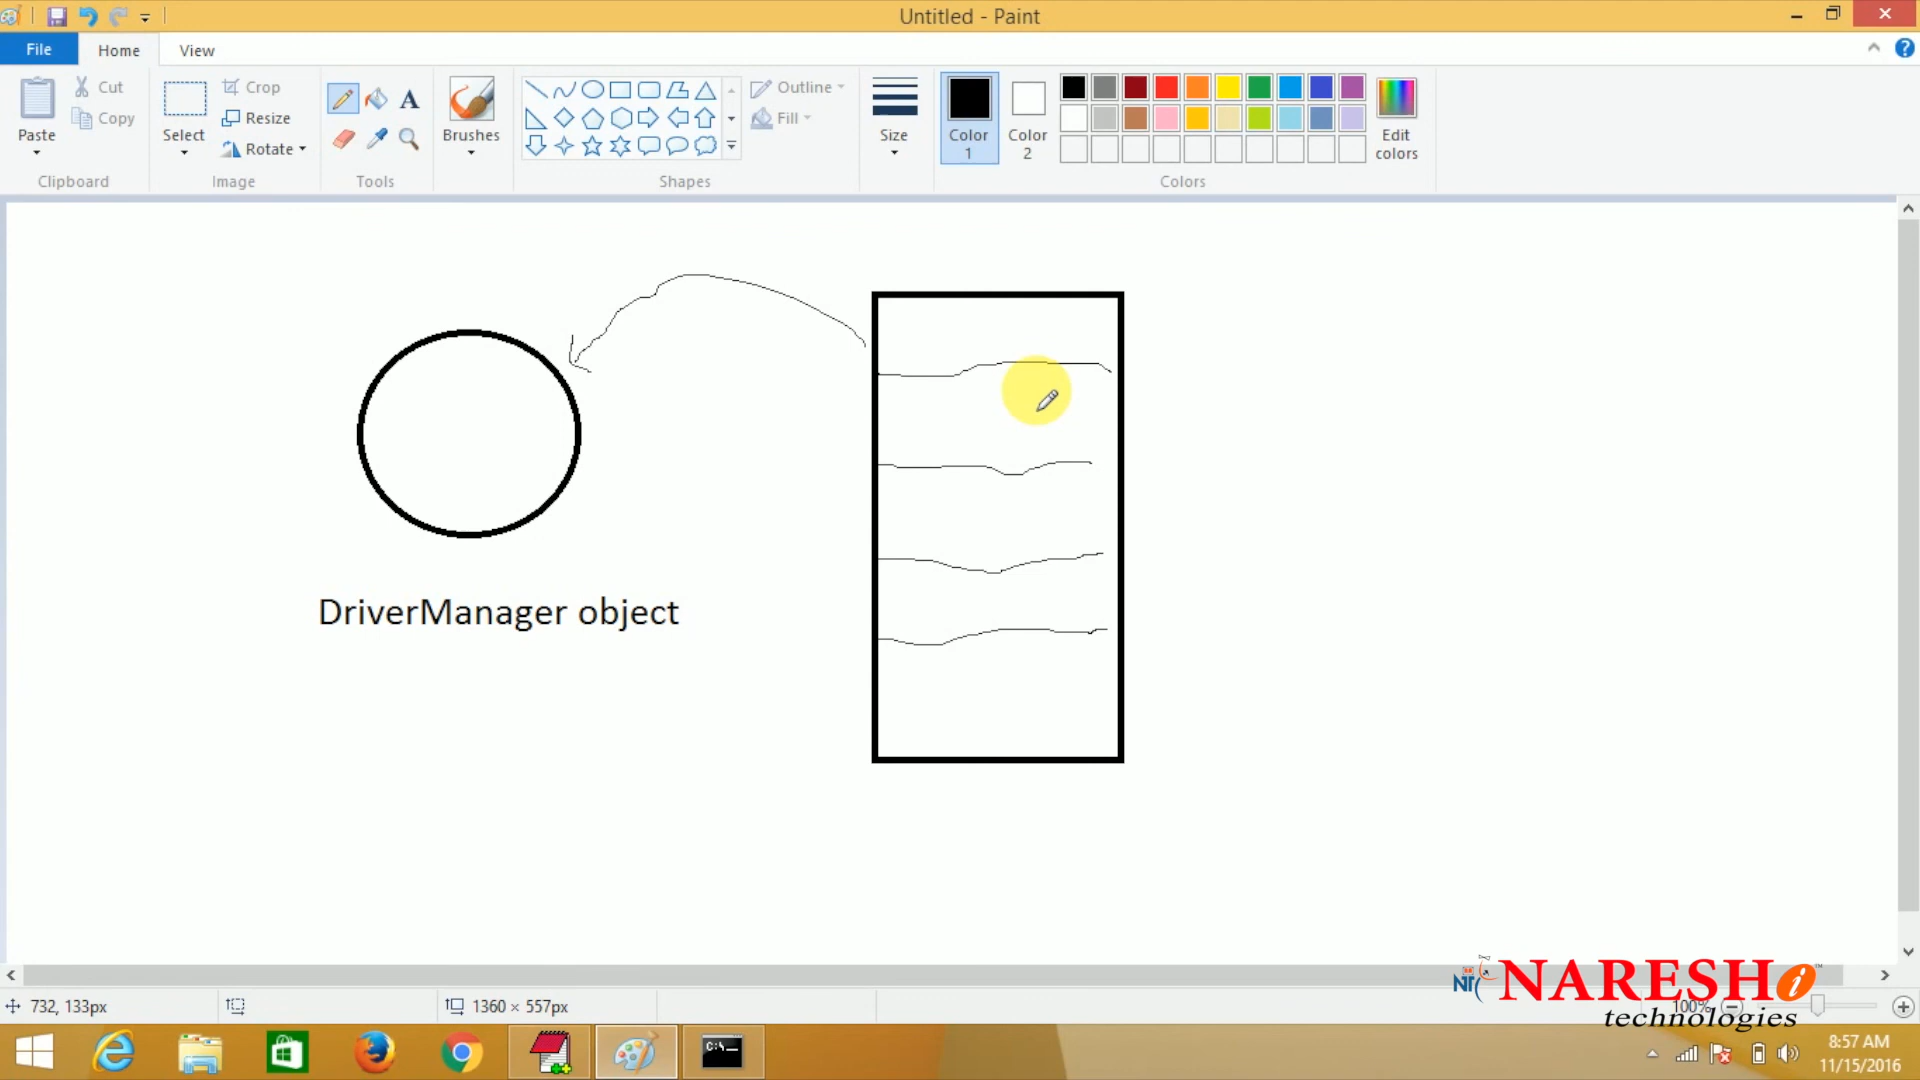 Untitled - Paint
File
Home
View
Paste
Cut
Copy
Clipboard
Select
Crop
Resize
Rotate
Image
A
Tools
Brushes
Shapes
Outline
Fill
Size
Color
1
Color
2
Colors
Edit
colors
DriverManager object
NARESH i
technologies
732, 133px
1360 × 557px
100%
C:\
8:57 AM
11/15/2016